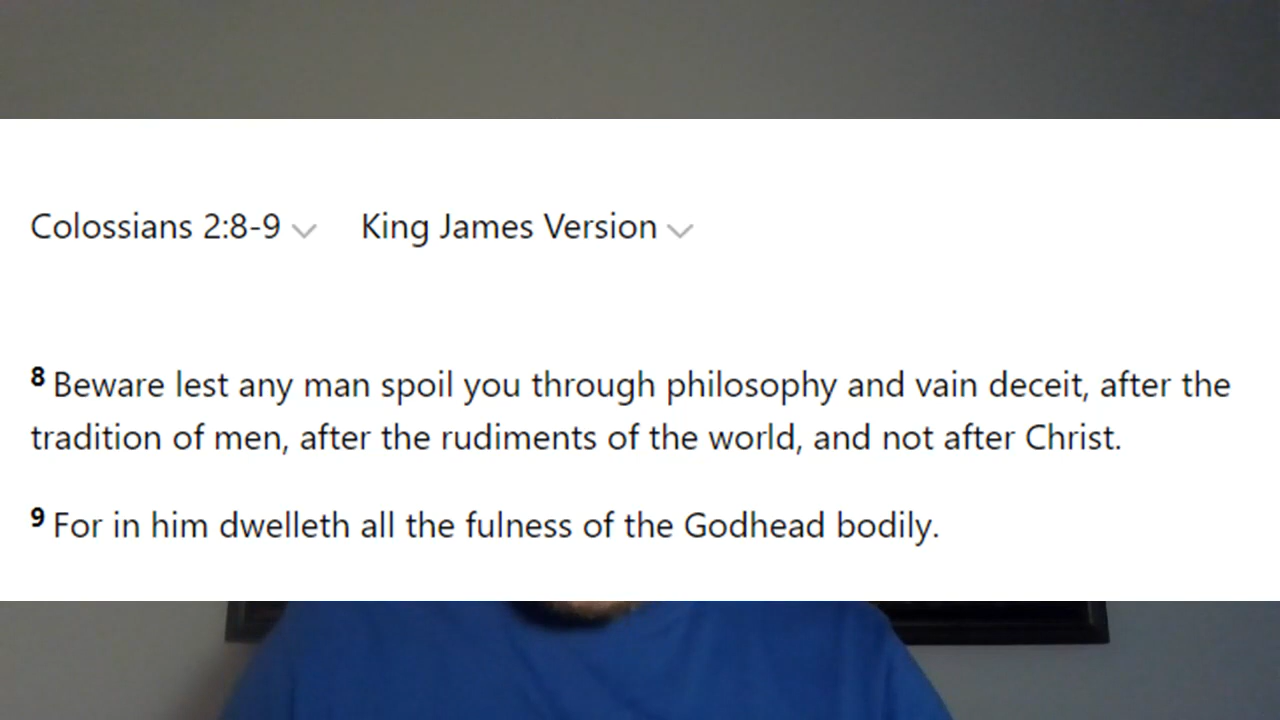 Colossians 2:8-9 King James Version
8 Beware lest any man spoil you through philosophy and vain deceit, after the
tradition of men, after the rudiments of the world, and not after Christ.
9 For in him dwelleth all the fulness of the Godhead bodily.